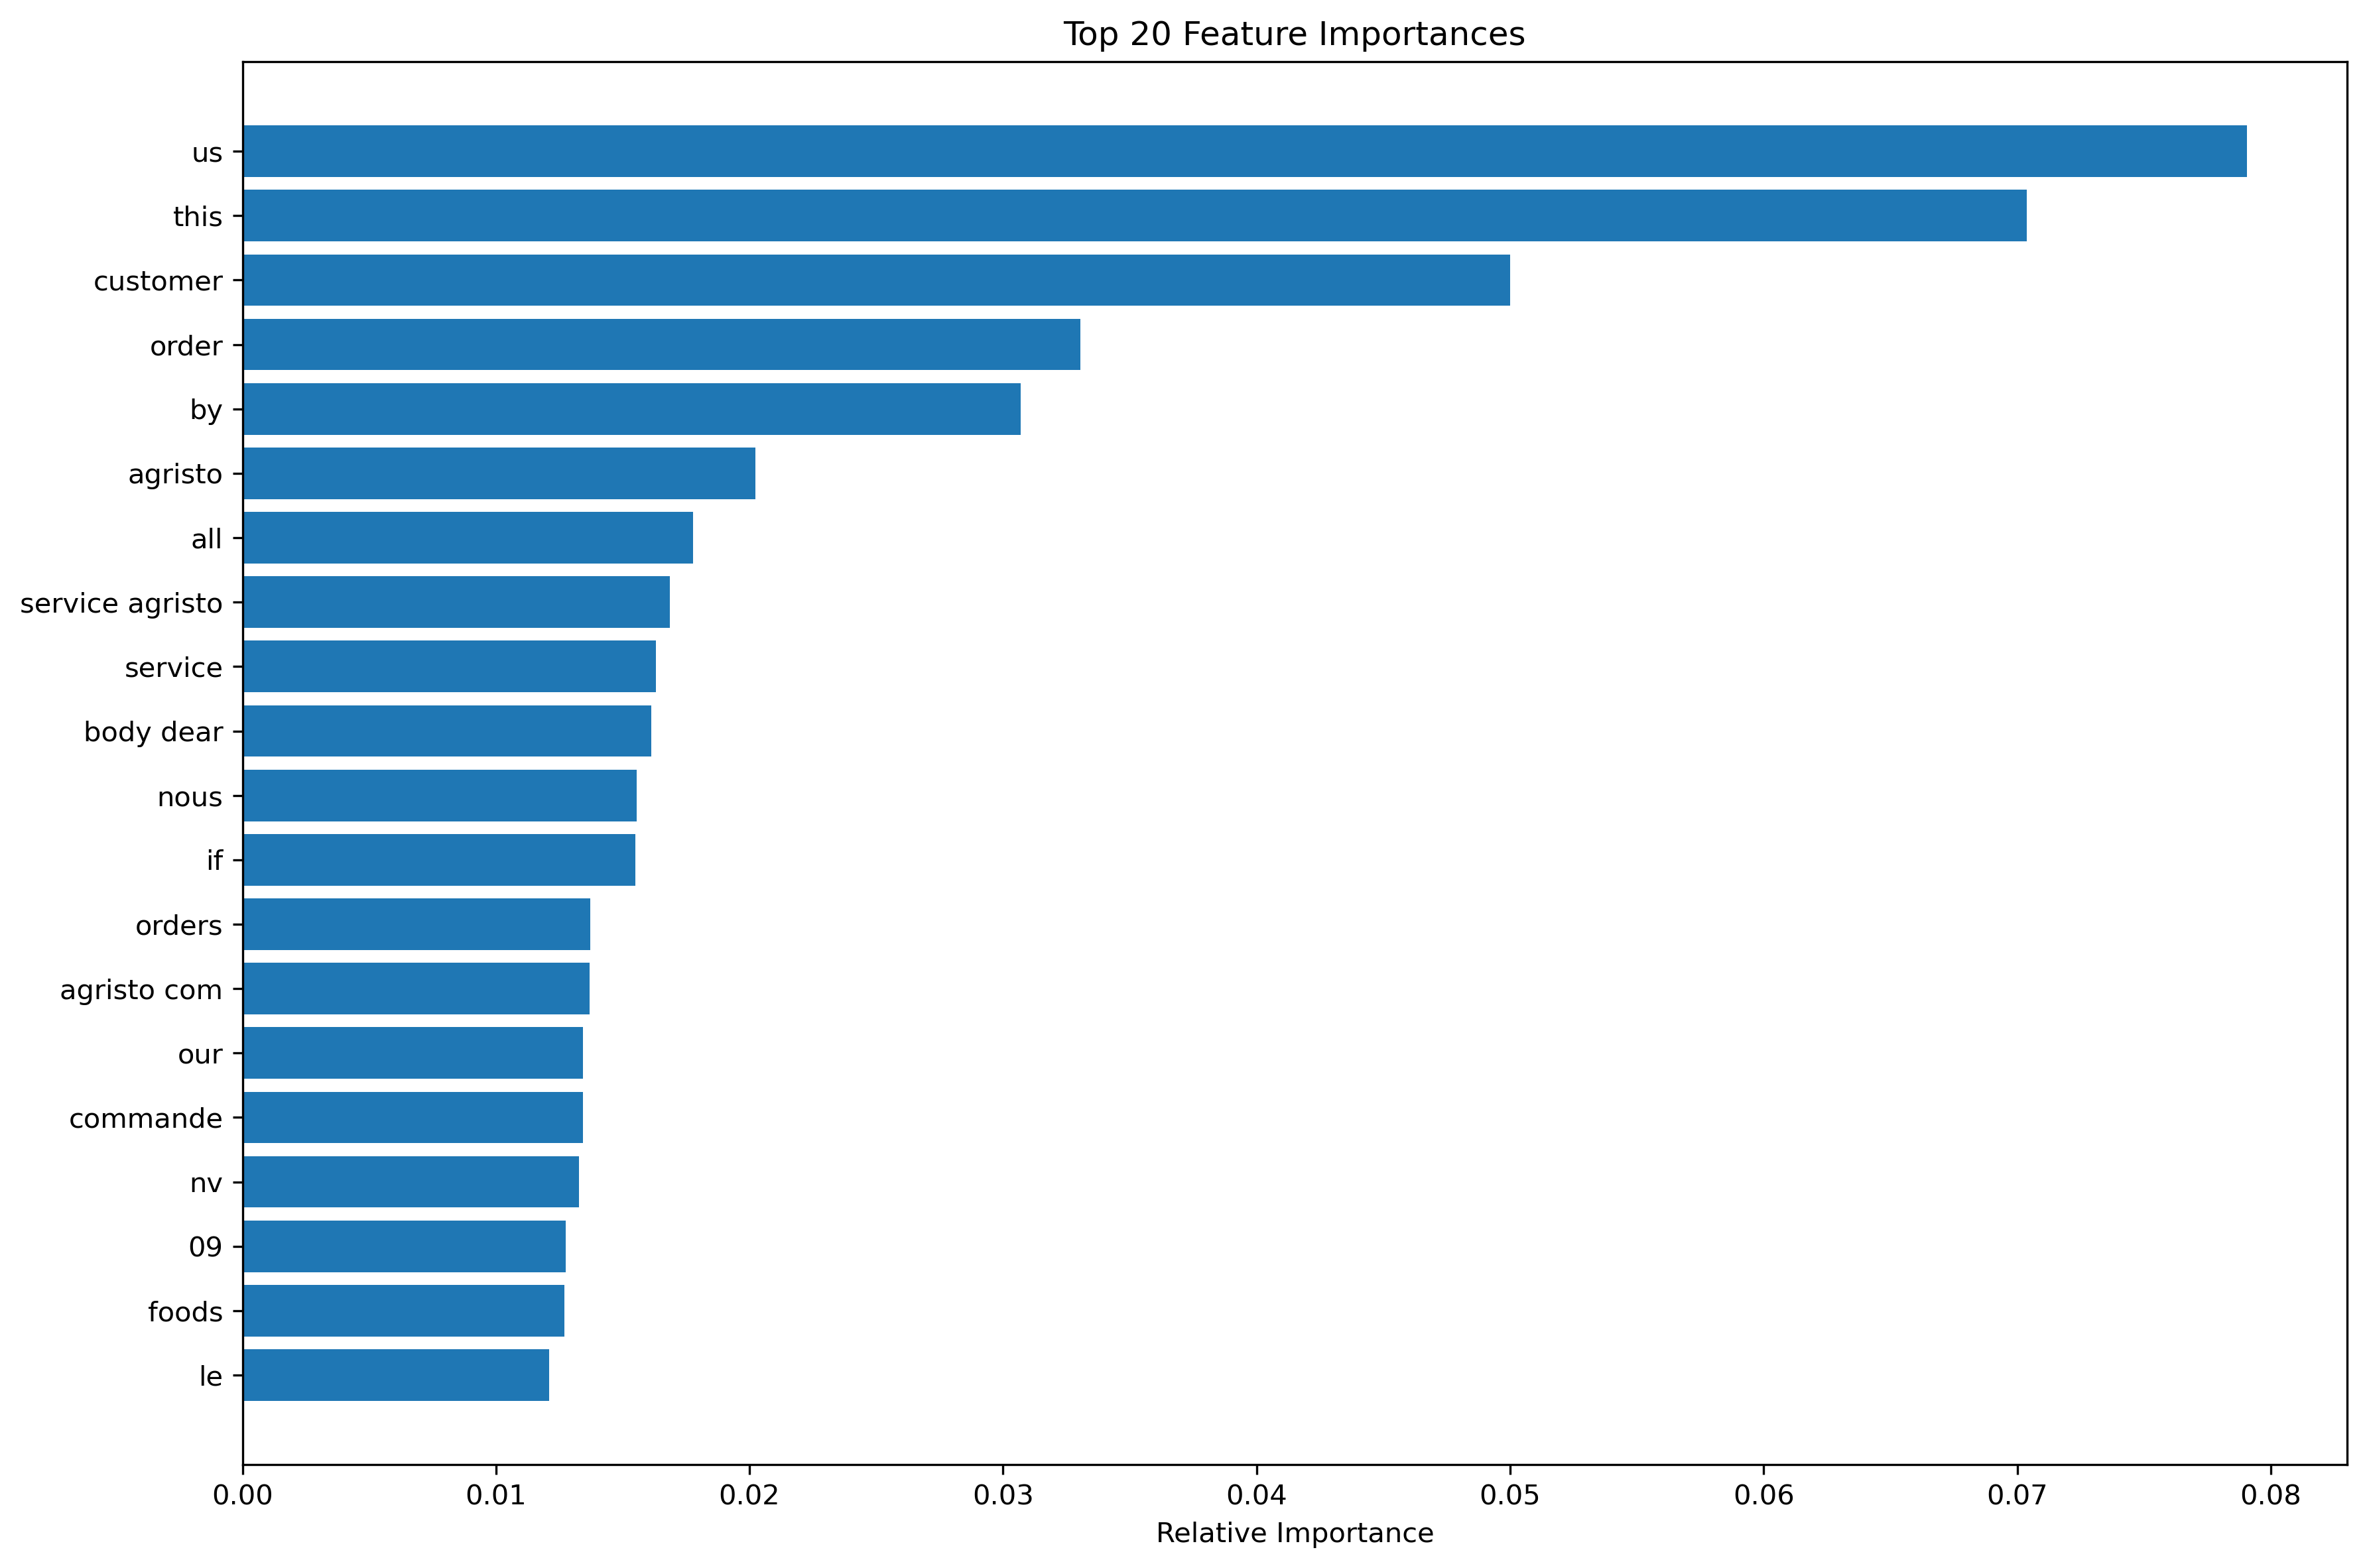 Top 20 Feature Importances
us
this
customer
order
by
agristo
all
service agristo
service
body dear
nous
if
orders
agristo com
our
commande
nv
09
foods
le
0.00 0.01 0.02 0.03 0.04 0.05 0.06 0.07 0.08
Relative Importance